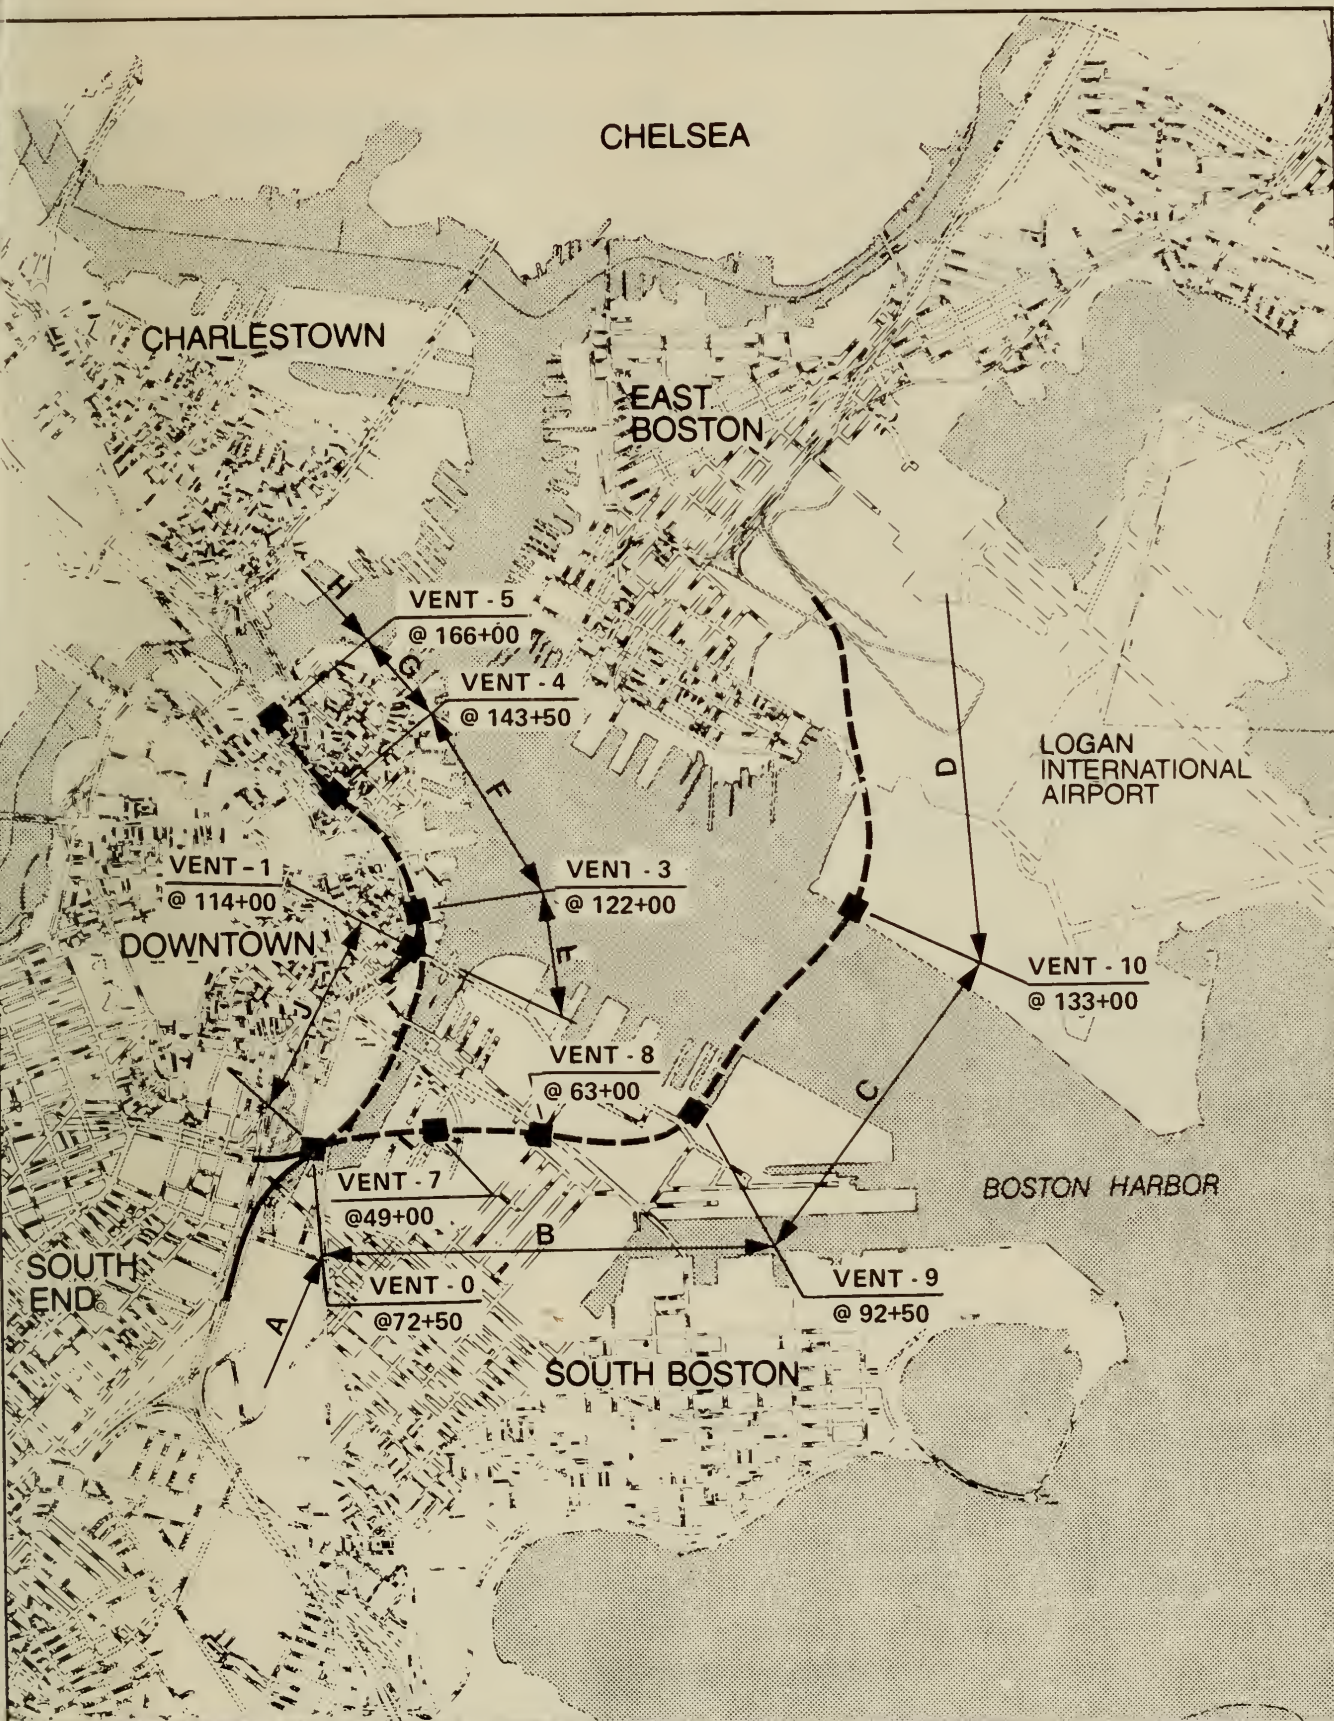 CHELSEA
CHARLESTOWN
EAST
BOSTON
H
VENT - 5
@ 166+00
G
VENT - 4
@ 143+50
F
D
LOGAN
INTERNATIONAL
AIRPORT
VENT - 1
@ 114+00
VENT - 3
@ 122+00
DOWNTOWN
E
VENT - 10
@ 133+00
J
VENT - 8
@ 63+00
C
VENT - 7
@49+00
BOSTON HARBOR
B
SOUTH
END
VENT - 0
@72+50
VENT - 9
@ 92+50
A
SOUTH BOSTON